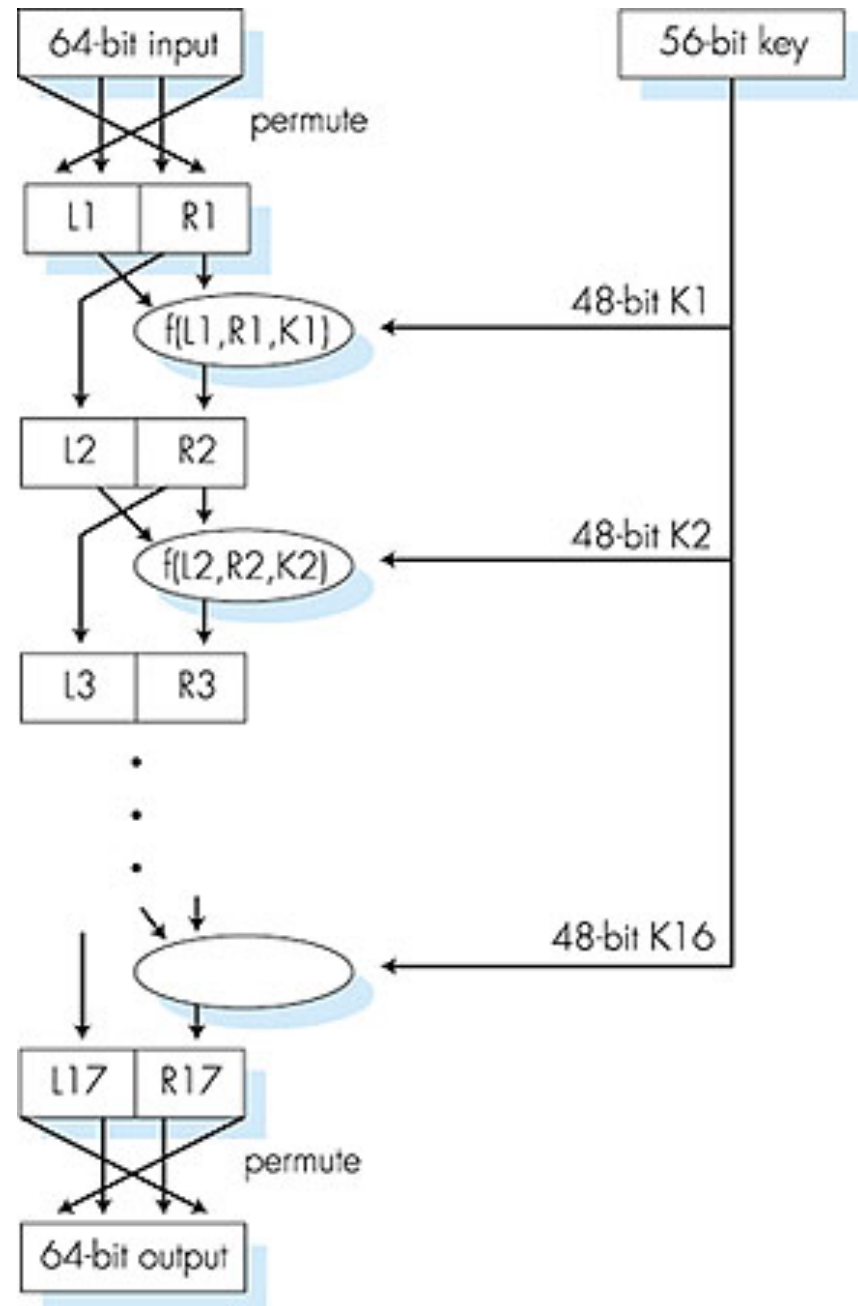 64-bit input
56-bit key
permute
L1 R1
48-bit K1
f(L1,R1,K1)
L2 R2
48-bit K2
f(L2,R2,K2)
L3 R3
48-bit K16
L17 R17
permute
64-bit output